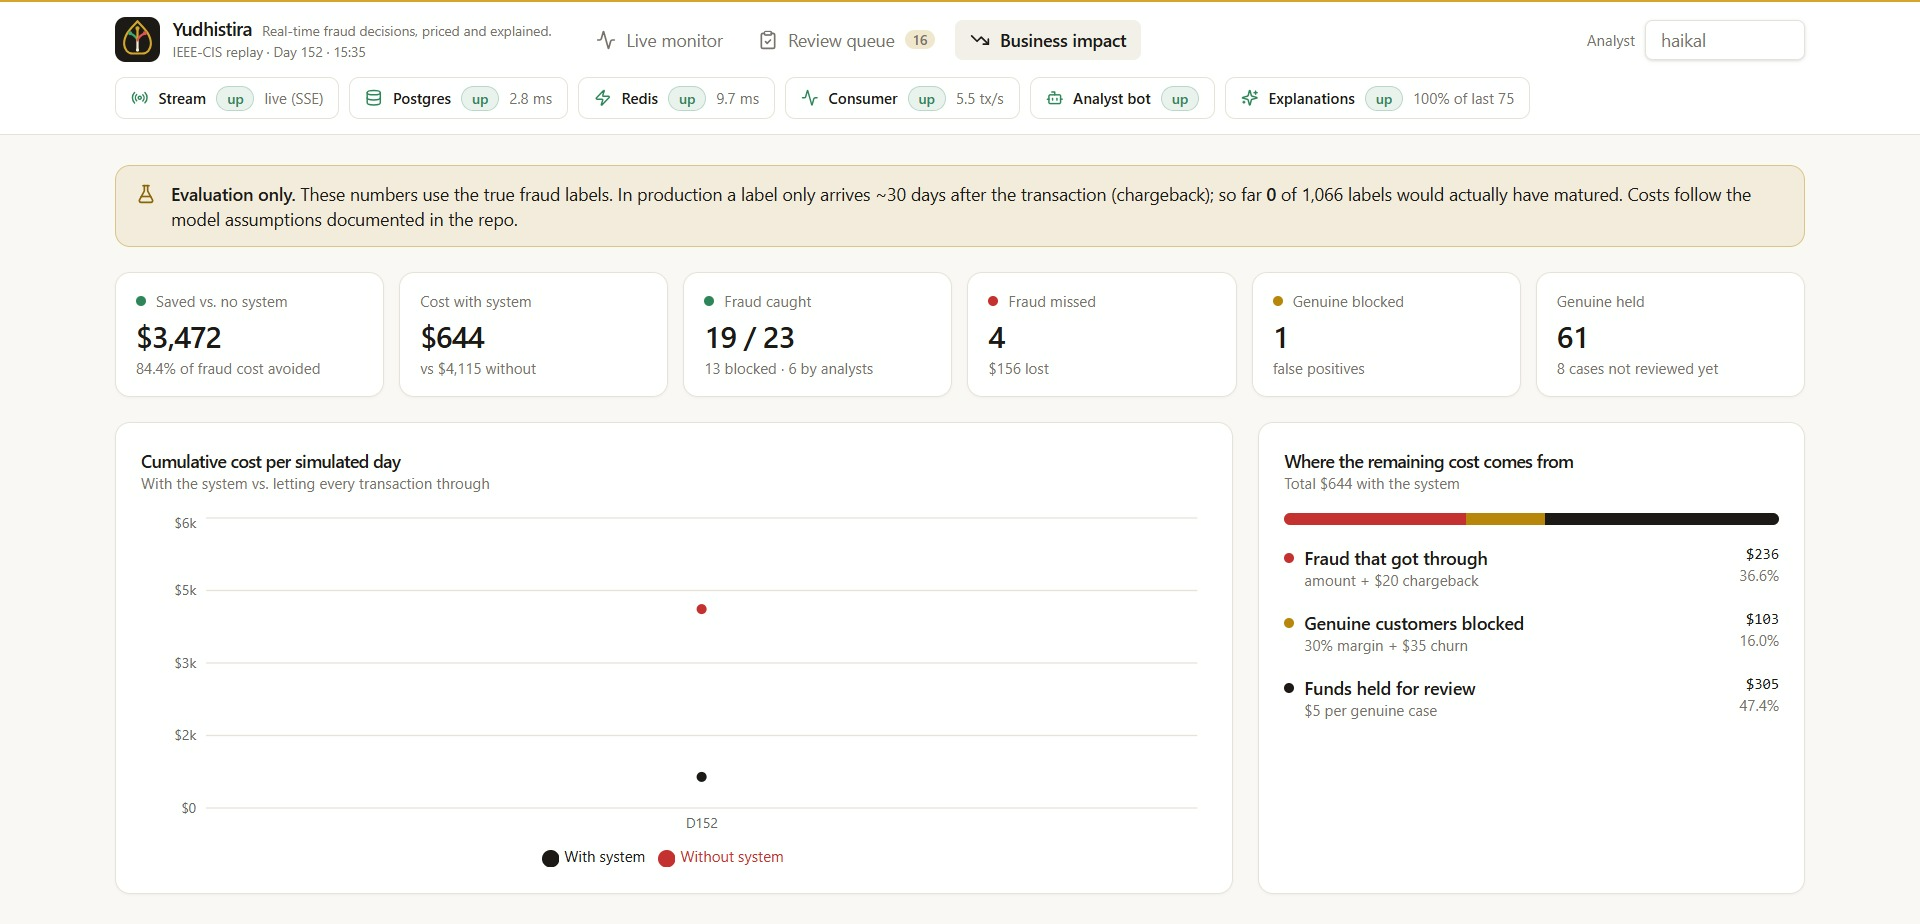 Yudhistira Real-time fraud decisions, priced and explained.
IEEE-CIS replay · Day 152 · 15:35
Live monitor
Review queue 16
Business impact
Analyst haikal
Stream up live (SSE)
Postgres up 2.8 ms
Redis up 9.7 ms
Consumer up 5.5 tx/s
Analyst bot up
Explanations up 100% of last 75
Evaluation only. These numbers use the true fraud labels. In production a label only arrives ~30 days after the transaction (chargeback); so far 0 of 1,066 labels would actually have matured. Costs follow the
model assumptions documented in the repo.
Saved vs. no system
$3,472
84.4% of fraud cost avoided
Cost with system
$644
vs $4,115 without
Fraud caught
19 / 23
13 blocked · 6 by analysts
Fraud missed
4
$156 lost
Genuine blocked
1
false positives
Genuine held
61
8 cases not reviewed yet
Cumulative cost per simulated day
With the system vs. letting every transaction through
$6k
$5k
$3k
$2k
$0
D152
With system
Without system
Where the remaining cost comes from
Total $644 with the system
Fraud that got through $236
amount + $20 chargeback 36.6%
Genuine customers blocked $103
30% margin + $35 churn 16.0%
Funds held for review $305
$5 per genuine case 47.4%